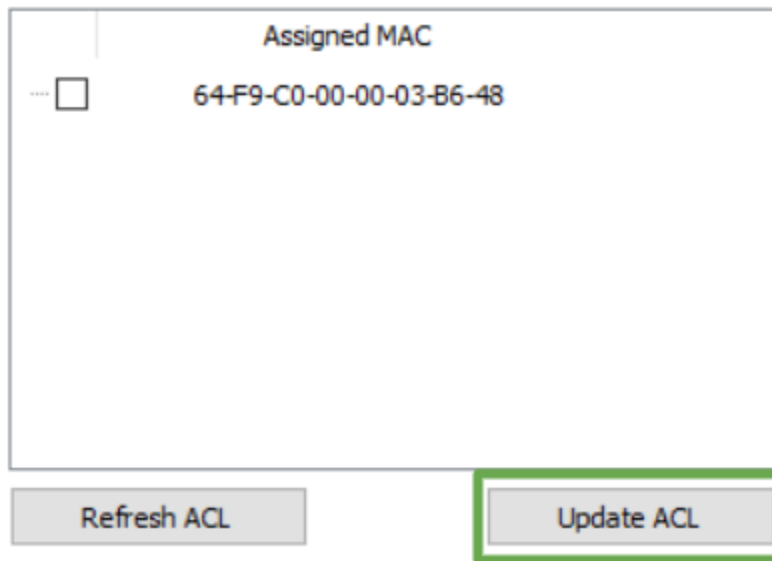 Assigned MAC
64-F9-C0-00-00-03-B6-48
Refresh ACL
Update ACL